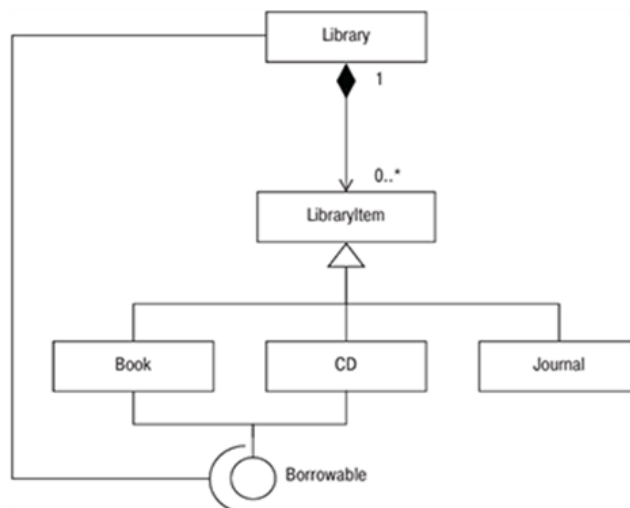 Library
1
0..*
LibraryItem
Book
CD
Journal
Borrowable